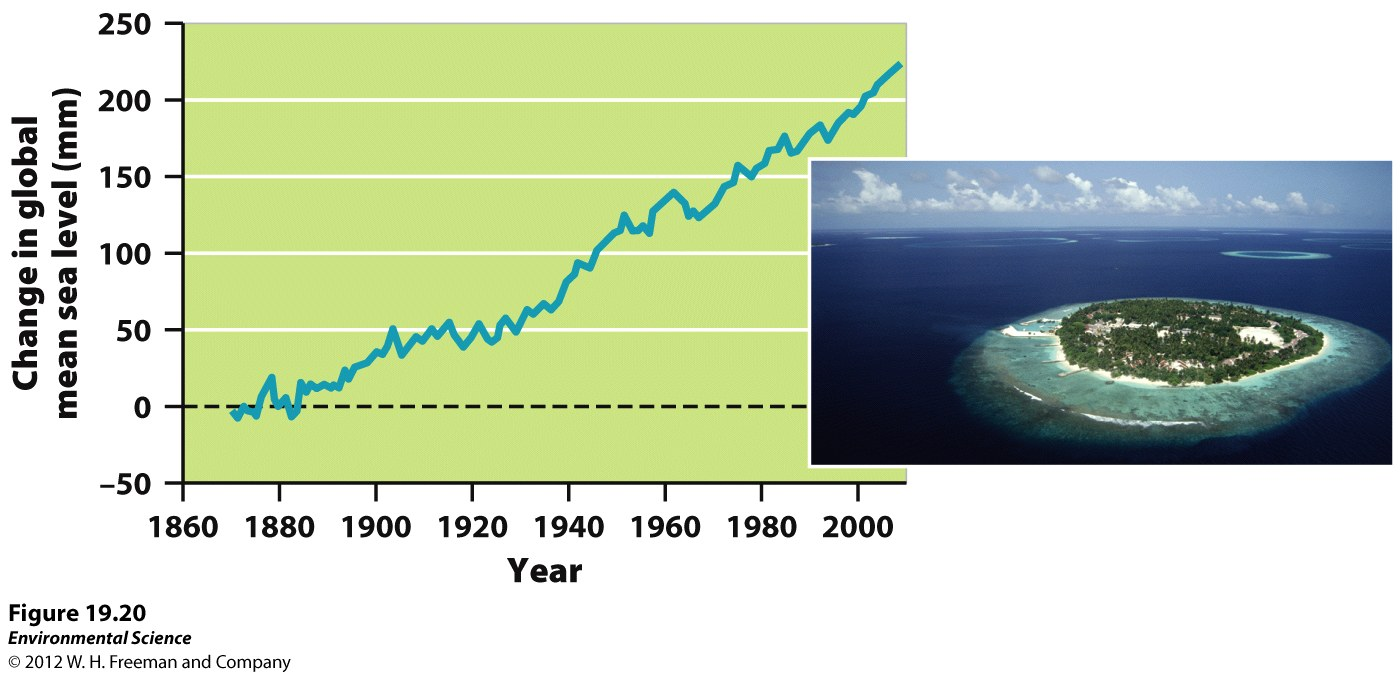 250
200
150
100
50
0
–50
Change in global
mean sea level (mm)
1860 1880 1900 1920 1940 1960 1980 2000
Year
Figure 19.20
Environmental Science
© 2012 W. H. Freeman and Company